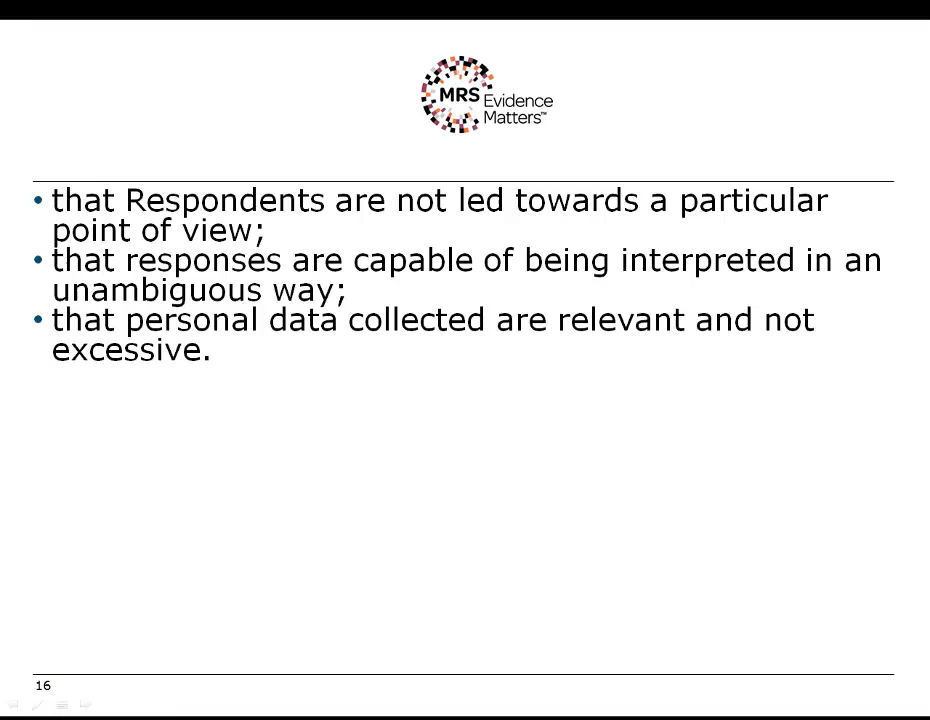 MRS Evidence
Matters™
• that Respondents are not led towards a particular
point of view;
• that responses are capable of being interpreted in an
unambiguous way;
• that personal data collected are relevant and not
excessive.
16